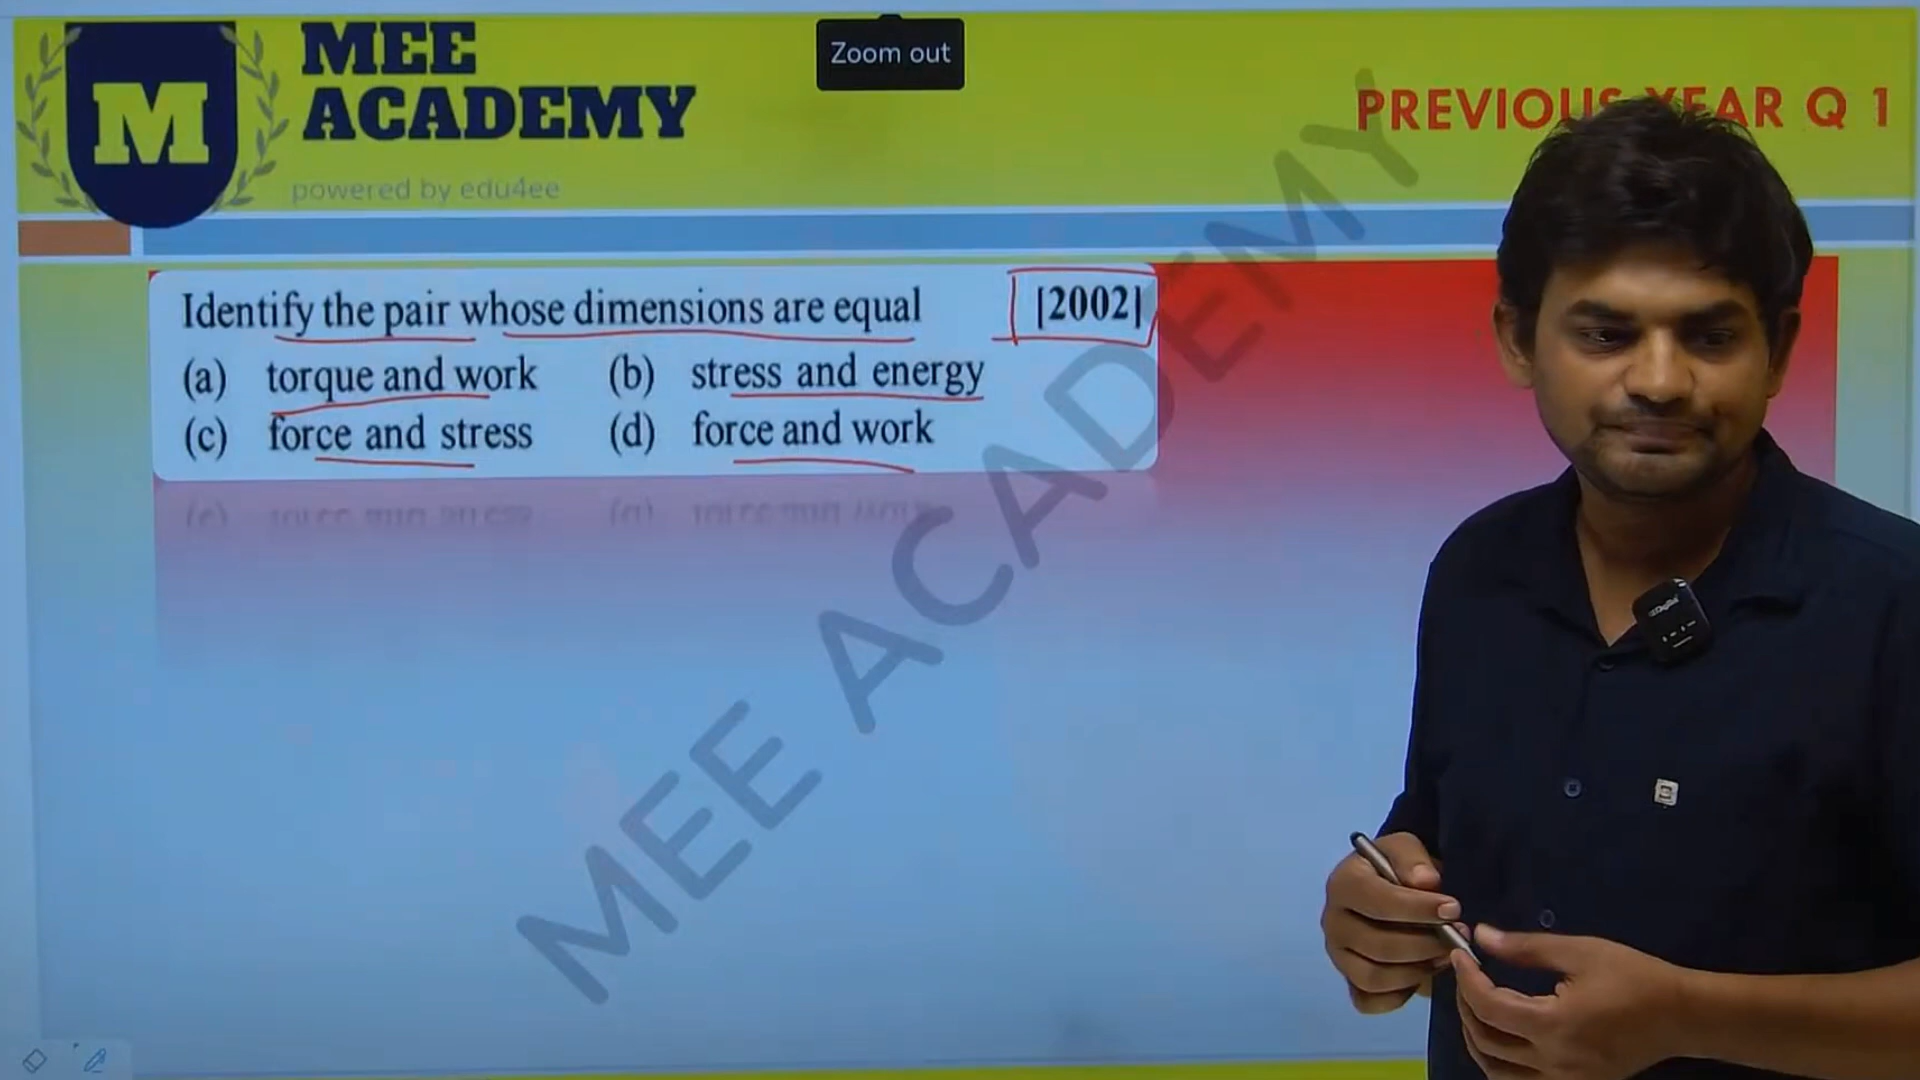 MEE
ACADEMY
powered by edu4ee
Zoom out
PREVIOUS YEAR Q 1
Identify the pair whose dimensions are equal [2002]
(a) torque and work (b) stress and energy
(c) force and stress (d) force and work
MEE ACADEMY
M